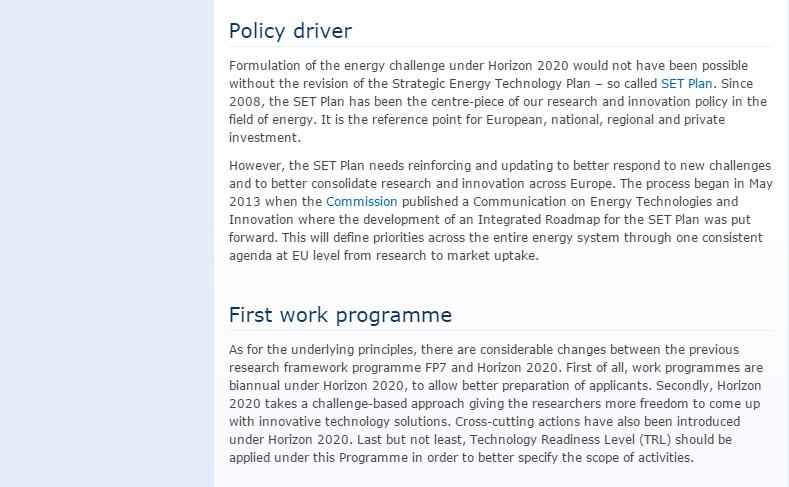 Policy driver
Formulation of the energy challenge under Horizon 2020 would not have been possible
without the revision of the Strategic Energy Technology Plan – so called SET Plan. Since
2008, the SET Plan has been the centre-piece of our research and innovation policy in the
field of energy. It is the reference point for European, national, regional and private
investment.
However, the SET Plan needs reinforcing and updating to better respond to new challenges
and to better consolidate research and innovation across Europe. The process began in May
2013 when the Commission published a Communication on Energy Technologies and
Innovation where the development of an Integrated Roadmap for the SET Plan was put
forward. This will define priorities across the entire energy system through one consistent
agenda at EU level from research to market uptake.
First work programme
As for the underlying principles, there are considerable changes between the previous
research framework programme FP7 and Horizon 2020. First of all, work programmes are
biannual under Horizon 2020, to allow better preparation of applicants. Secondly, Horizon
2020 takes a challenge-based approach giving the researchers more freedom to come up
with innovative technology solutions. Cross-cutting actions have also been introduced
under Horizon 2020. Last but not least, Technology Readiness Level (TRL) should be
applied under this Programme in order to better specify the scope of activities.